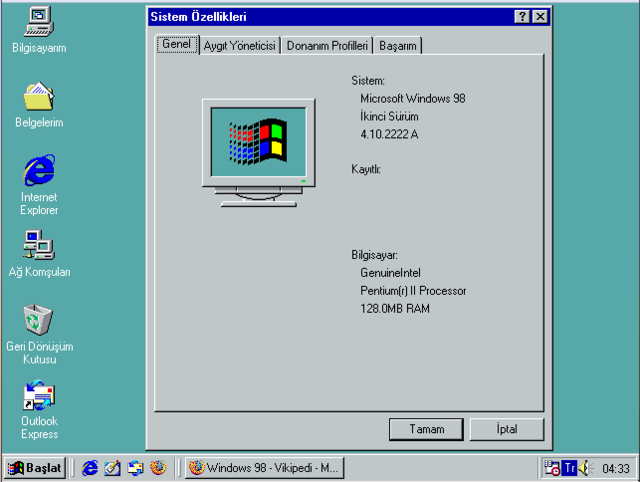 Bilgisayarım
Belgelerim
Internet
Explorer
Ağ Komşuları
Geri Dönüşüm
Kutusu
Outlook
Express
Sistem Özellikleri
Genel
Aygıt Yöneticisi
Donanım Profilleri
Başarım
Sistem:
Microsoft Windows 98
İkinci Sürüm
4.10.2222 A
Kayıtlı:
Bilgisayar:
GenuineIntel
Pentium(r) II Processor
128.0MB RAM
Tamam
İptal
Başlat
Windows 98 - Vikipedi - M...
Tr
04:33